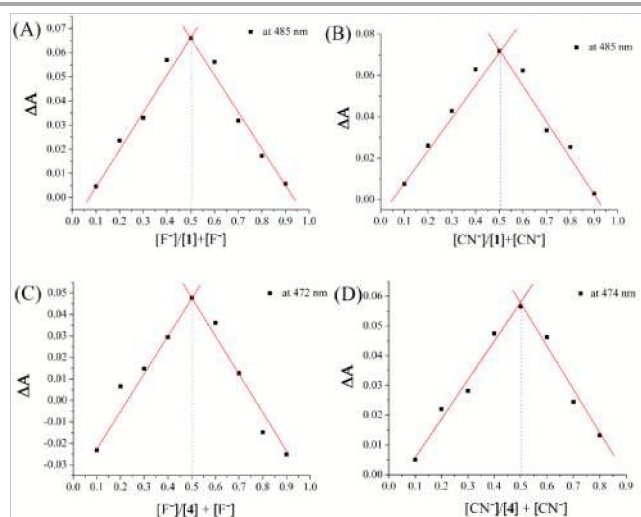 (A)
at 485 nm
ΔA
0.07
0.06
0.05
0.04
0.03
0.02
0.01
0.00
0.0 0.1 0.2 0.3 0.4 0.5 0.6 0.7 0.8 0.9 1.0
[F⁻]/[1]+[F⁻]
(B)
at 485 nm
ΔA
0.08
0.06
0.04
0.02
0.00
0.0 0.1 0.2 0.3 0.4 0.5 0.6 0.7 0.8 0.9 1.0
[CN⁻]/[1]+[CN⁻]
(C)
at 472 nm
ΔA
0.05
0.04
0.03
0.02
0.01
0.00
-0.01
-0.02
-0.03
0.0 0.1 0.2 0.3 0.4 0.5 0.6 0.7 0.8 0.9 1.0
[F⁻]/[4] + [F⁻]
(D)
at 474 nm
ΔA
0.06
0.05
0.04
0.03
0.02
0.01
0.00
0.0 0.1 0.2 0.3 0.4 0.5 0.6 0.7 0.8 0.9
[CN⁻]/[4] + [CN⁻]